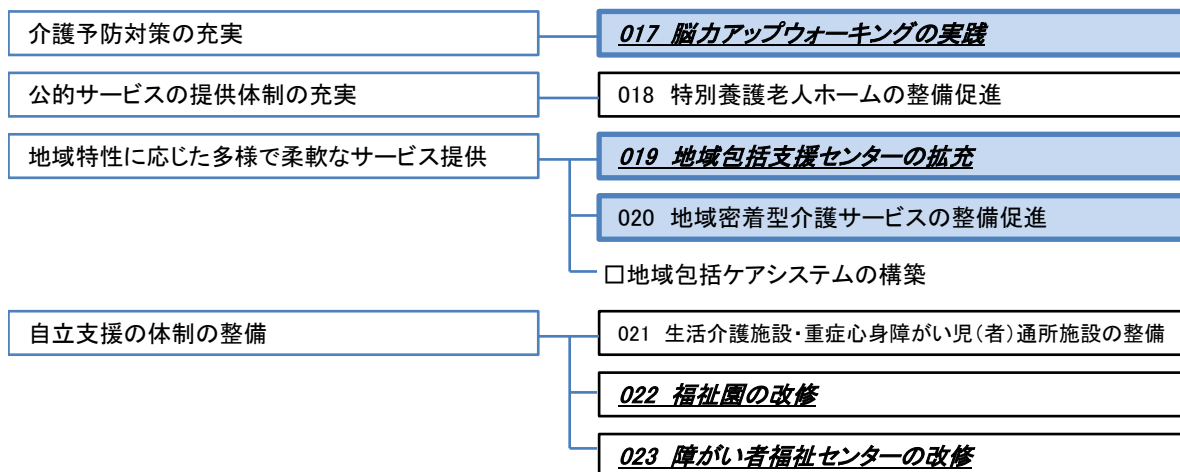 介護予防対策の充実
017 脳力アップウォーキングの実践
公的サービスの提供体制の充実
018 特別養護老人ホームの整備促進
地域特性に応じた多様で柔軟なサービス提供
019 地域包括支援センターの拡充
020 地域密着型介護サービスの整備促進
□地域包括ケアシステムの構築
自立支援の体制の整備
021 生活介護施設・重症心身障がい児(者)通所施設の整備
022 福祉園の改修
023 障がい者福祉センターの改修